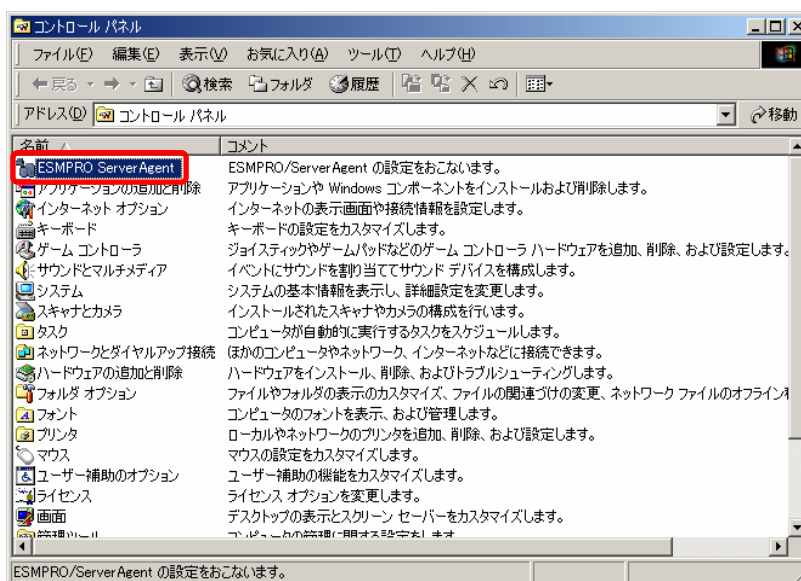 コントロール パネル
ファイル(F) 編集(E) 表示(V) お気に入り(A) ツール(T) ヘルプ(H)
戻る 検索 フォルダ 履歴
アドレス(D) コントロール パネル 移動
名前 コメント
ESMPRO ServerAgent ESMPRO/ServerAgent の設定をおこないます。
アプリケーションの追加と削除 アプリケーションや Windows コンポーネントをインストールおよび削除します。
インターネット オプション インターネットの表示画面や接続情報を設定します。
キーボード キーボードの設定をカスタマイズします。
ゲーム コントローラ ジョイスティックやゲームパッドなどのゲーム コントローラ ハードウェアを追加、削除、および設定します。
サウンドとマルチメディア イベントにサウンドを割り当ててサウンド デバイスを構成します。
システム システムの基本情報を表示し、詳細設定を変更します。
スキャナとカメラ インストールされたスキャナやカメラの構成を行います。
タスク コンピュータが自動的に実行するタスクをスケジュールします。
ネットワークとダイヤルアップ接続 ほかのコンピュータやネットワーク、インターネットなどに接続できます。
ハードウェアの追加と削除 ハードウェアをインストール、削除、およびトラブルシューティングします。
フォルダ オプション ファイルやフォルダの表示のカスタマイズ、ファイルの関連づけの変更、ネットワーク ファイルのオフライン
フォント コンピュータのフォントを表示、および管理します。
プリンタ ローカルやネットワークのプリンタを追加、削除、および設定します。
マウス マウスの設定をカスタマイズします。
ユーザー補助のオプション ユーザー補助の機能をカスタマイズします。
ライセンス ライセンス オプションを変更します。
画面 デスクトップの表示とスクリーン セーバーをカスタマイズします。
管理ツール コンピュータの管理に関する設定をします
ESMPRO/ServerAgent の設定をおこないます。